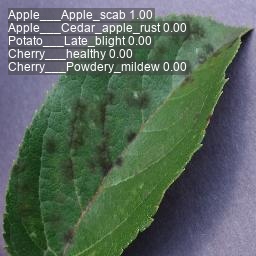 Apple___Apple_scab 1.00
Apple___Cedar_apple_rust 0.00
Potato___Late_blight 0.00
Cherry___healthy 0.00
Cherry___Powdery_mildew 0.00